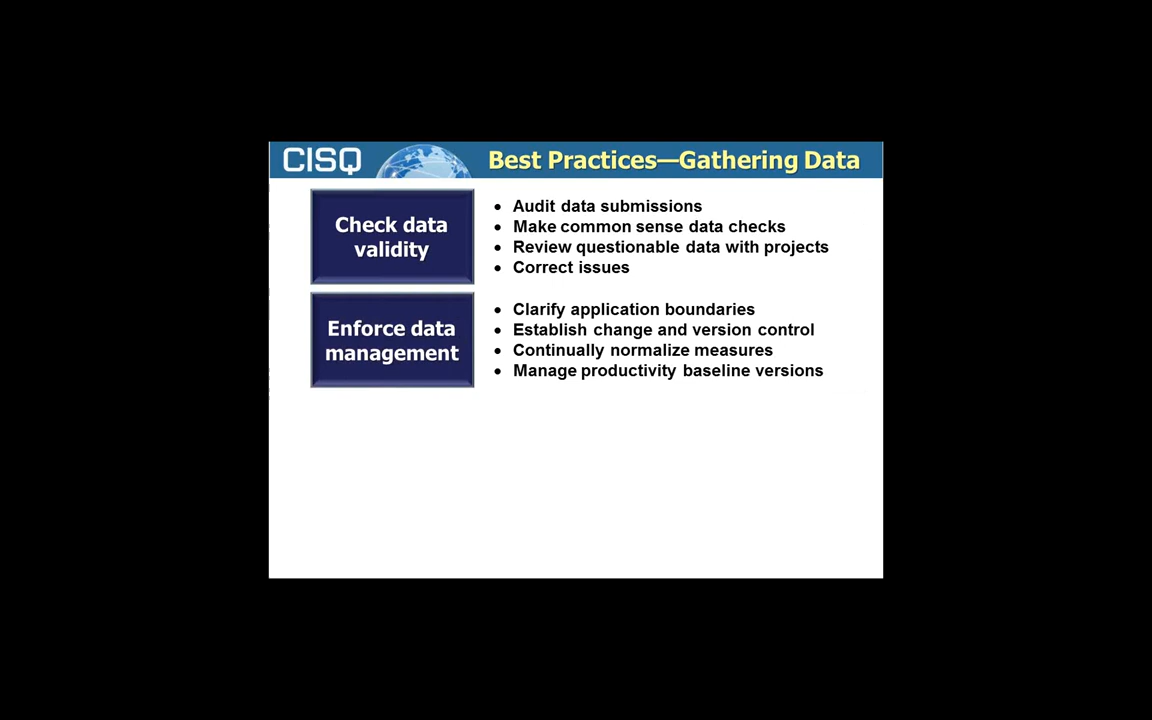 CISQ
Best Practices—Gathering Data
Check data
validity
• Audit data submissions
• Make common sense data checks
• Review questionable data with projects
• Correct issues
Enforce data
management
• Clarify application boundaries
• Establish change and version control
• Continually normalize measures
• Manage productivity baseline versions